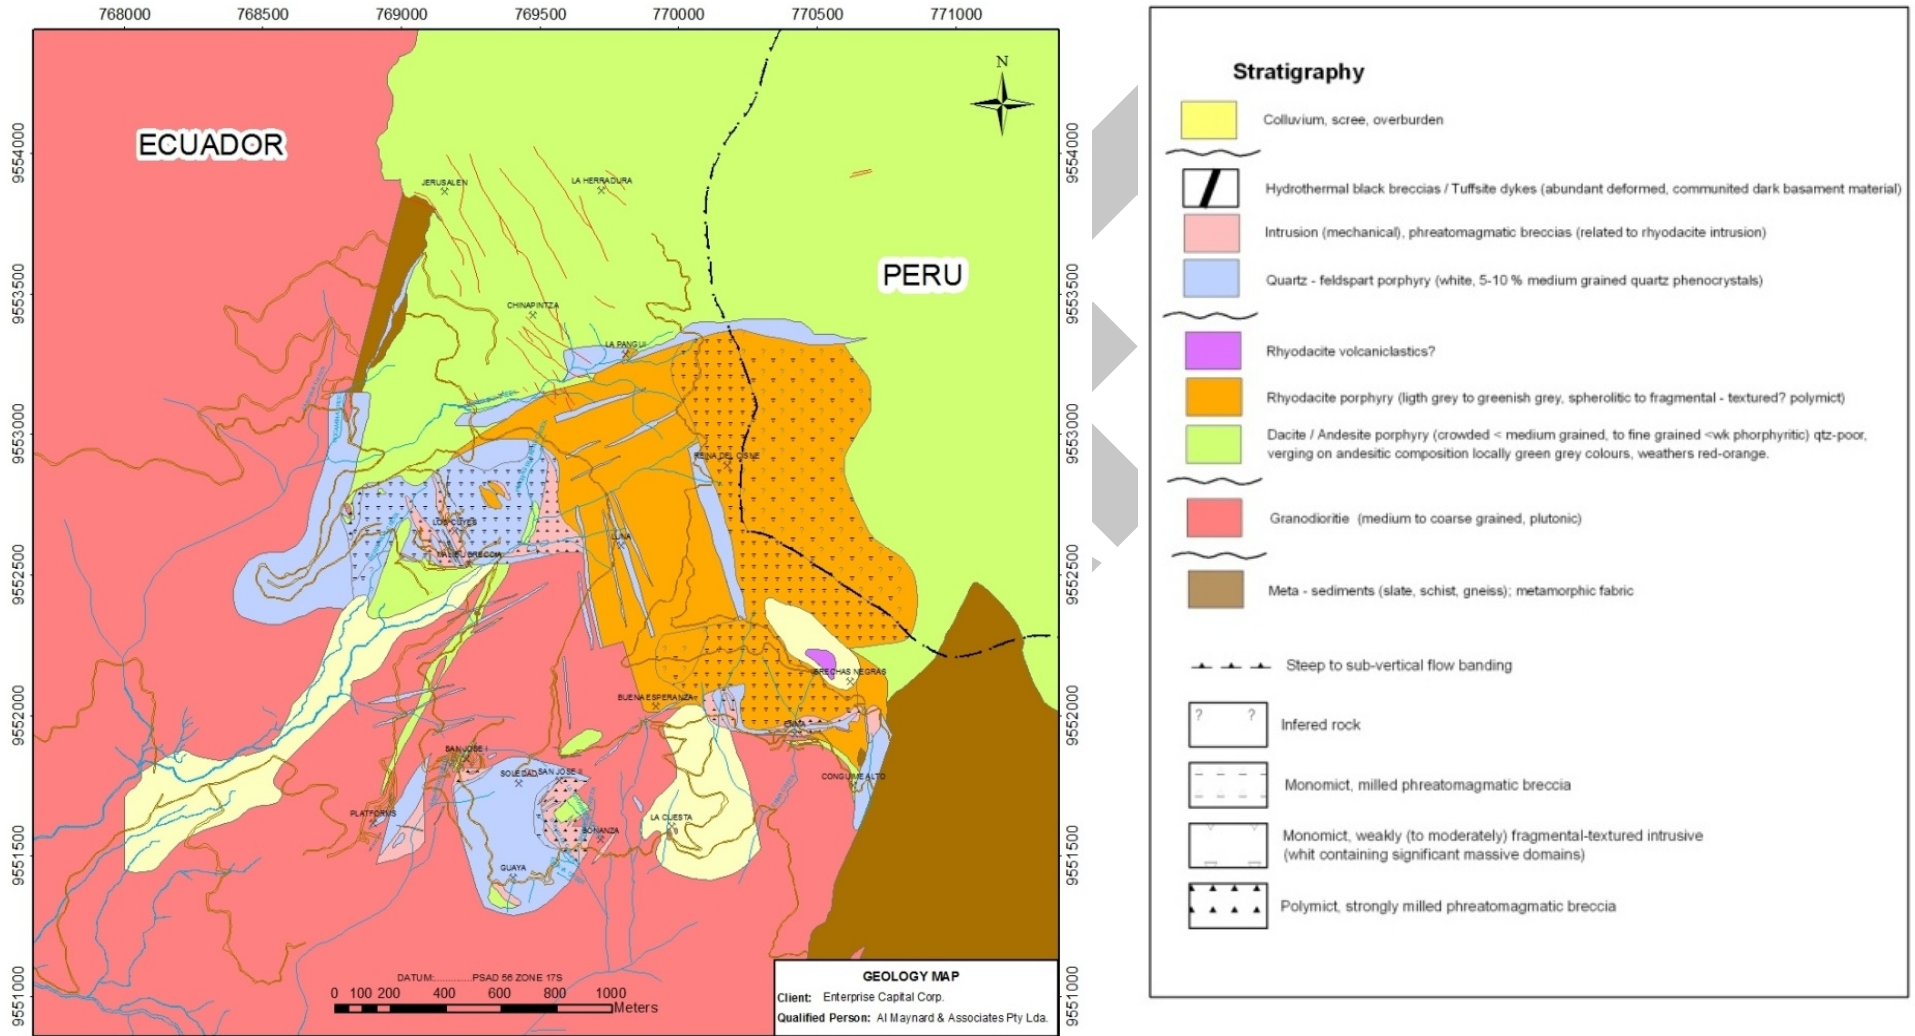 768000 768500 769000 769500 770000 770500 771000
9554000
9553500
9553000
9552500
9552000
9551500
9551000
9554000
9553500
9553000
9552500
9552000
9551500
9551000
N
ECUADOR
PERU
JERUSALEN
LA HERRADURA
CHINAPINTZA
LA PANGUI
REINA DEL CISNE
LOS CUYES
LUNA
BRECHAS NEGRAS
BUENA ESPERANZA
SAN JOSE I
SOLEDAD
SAN JOSE II
CONGUIME ALTO
PLATFORMS
LA CUESTA
BONANZA
GUAYA
DATUM:..........PSAD 56 ZONE 17S
0 100 200 400 600 800 1000
Meters
GEOLOGY MAP
Client: Enterprise Capital Corp.
Qualified Person: Al Maynard & Associates Pty Lda.
Stratigraphy
Colluvium, scree, overburden
Hydrothermal black breccias / Tuffsite dykes (abundant deformed, communited dark basament material)
Intrusion (mechanical), phreatomagmatic breccias (related to rhyodacite intrusion)
Quartz - feldspart porphyry (white, 5-10 % medium grained quartz phenocrystals)
Rhyodacite volcaniclastics?
Rhyodacite porphyry (ligth grey to greenish grey, spherolitic to fragmental - textured? polymict)
Dacite / Andesite porphyry (crowded < medium grained, to fine grained <wk phorphyritic) qtz-poor,
verging on andesitic composition locally green grey colours, weathers red-orange.
Granodioritie (medium to coarse grained, plutonic)
Meta - sediments (slate, schist, gneiss); metamorphic fabric
Steep to sub-vertical flow banding
? ?
Infered rock
Monomict, milled phreatomagmatic breccia
Monomict, weakly (to moderately) fragmental-textured intrusive
(whit containing significant massive domains)
Polymict, strongly milled phreatomagmatic breccia